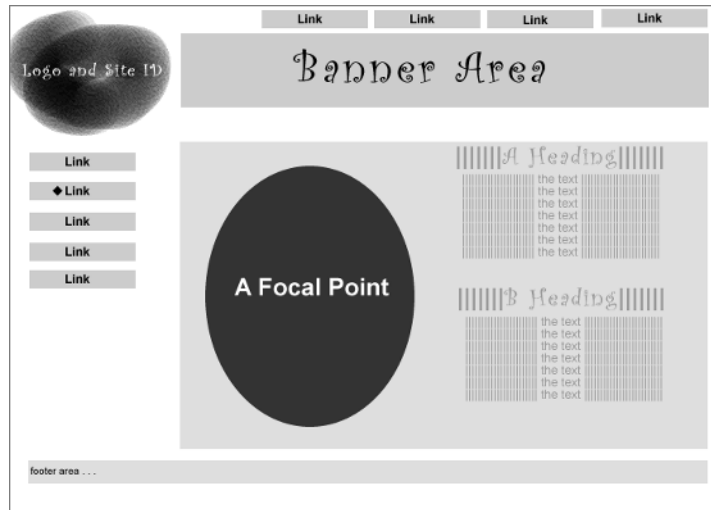 Link Link Link Link
Logo and Site ID
Banner Area
Link
◆ Link
Link
Link
Link
A Focal Point
A Heading
the text
the text
the text
the text
the text
the text
the text
B Heading
the text
the text
the text
the text
the text
the text
the text
footer area . . .